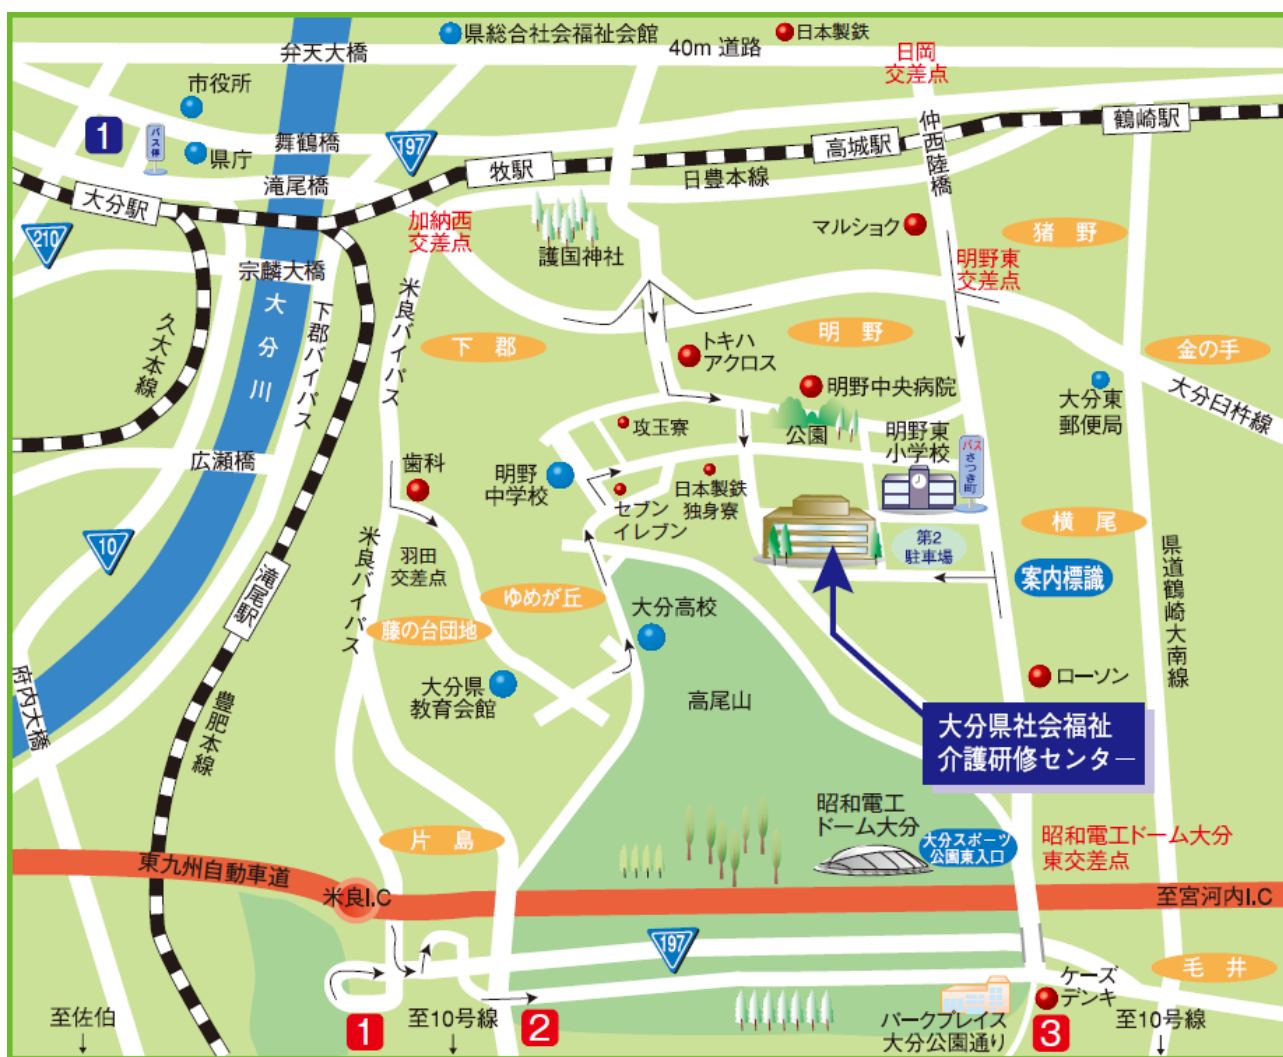 県総合社会福祉会館
日本製鉄
弁天大橋
40m 道路
日岡
交差点
市役所
1
バス停
県庁
舞鶴橋
197
鶴崎駅
仲西陸橋
高城駅
牧駅
日豊本線
滝尾橋
大分駅
210
加納西
交差点
護国神社
マルショク
猪野
明野東
交差点
宗麟大橋
大分川
下郡バイパス
米良バイパス
久大本線
下郡
トキハ
アクロス
明野
金の手
大分臼杵線
明野中央病院
大分東
郵便局
攻玉寮
公園
明野東
小学校
バス
さつき町
広瀬橋
歯科
明野
中学校
セブン
イレブン
日本製鉄
独身寮
10
米良バイパス
羽田
交差点
第2
駐車場
横尾
県道鶴崎大南線
案内標識
滝尾駅
ゆめが丘
大分高校
藤の台団地
大分県
教育会館
高尾山
ローソン
府内大橋
豊肥本線
大分県社会福祉
介護研修センター
昭和電工
ドーム大分
大分スポーツ
公園東入口
昭和電工ドーム大分
東交差点
片島
東九州自動車道
米良I.C
至宮河内I.C
197
毛井
ケーズ
デンキ
至佐伯
1
至10号線
2
パークプレイス
大分公園通り
3
至10号線